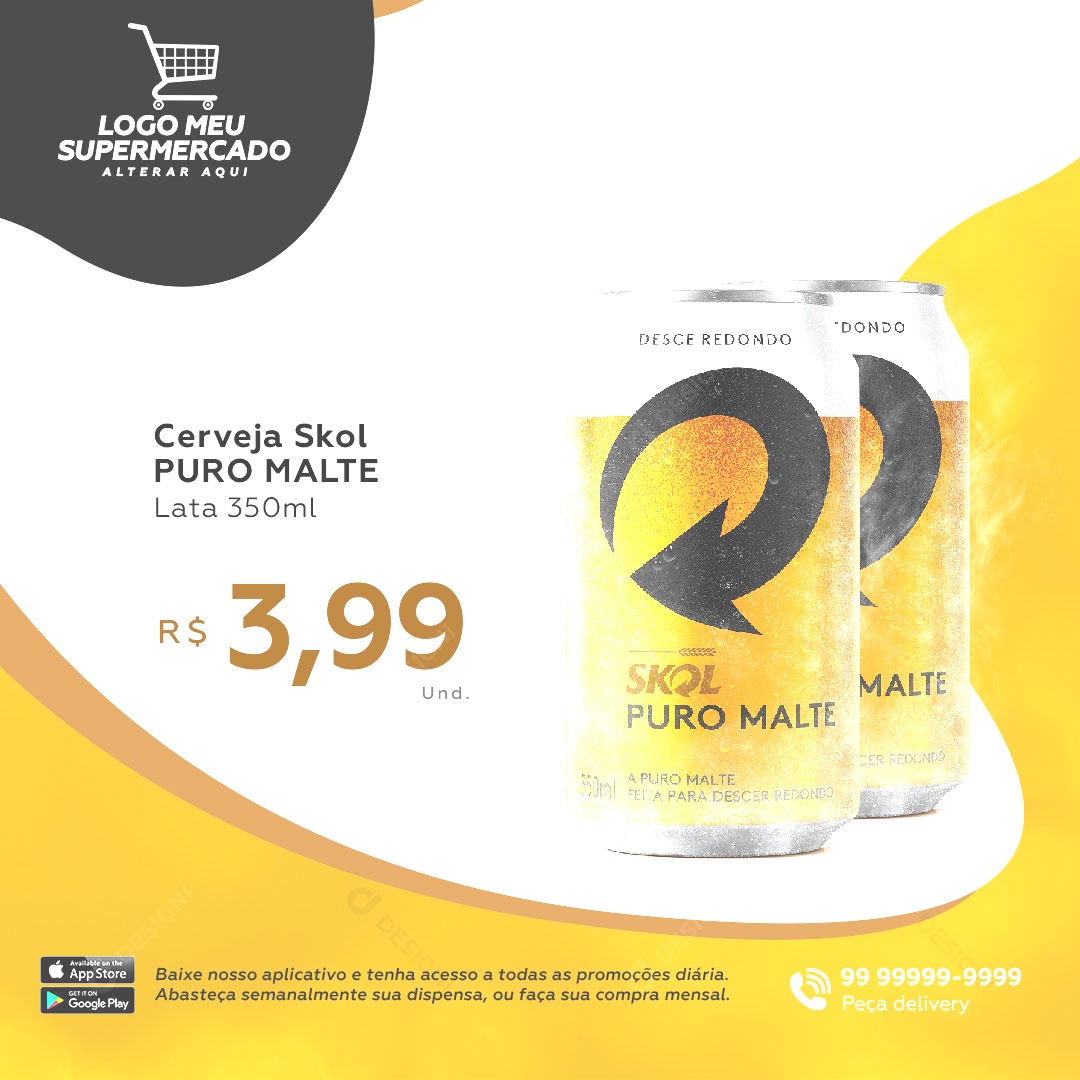 LOGO MEU
SUPERMERCADO
ALTERAR AQUI
DESCE REDONDO
DONDO
Cerveja Skol
PURO MALTE
Lata 350ml
R$ 3,99
Und.
SKOL
PURO MALTE
MALTE
350ml
A PURO MALTE
FEITA PARA DESCER REDONDO
CER REDONDO
DESIGNI
DESIGNI
Available on the
App Store
GET IT ON
Google Play
Baixe nosso aplicativo e tenha acesso a todas as promoções diária.
Abasteça semanalmente sua dispensa, ou faça sua compra mensal.
99 99999-9999
Peça delivery